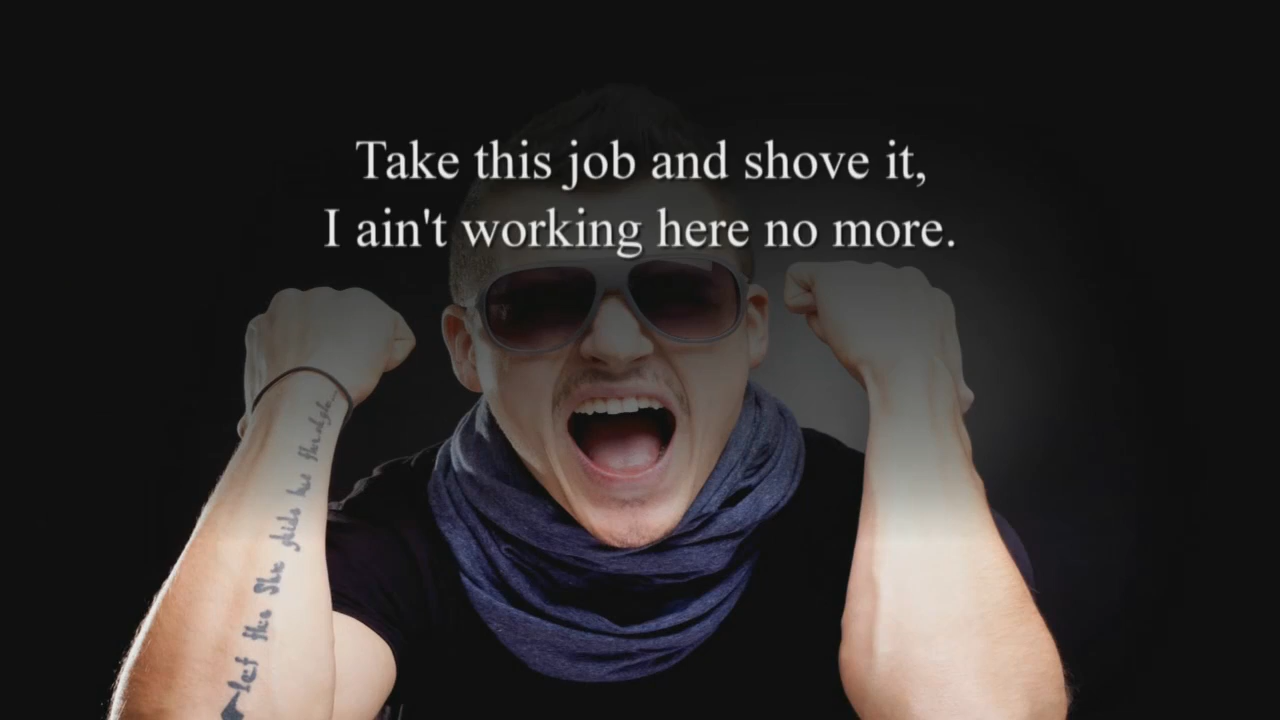 Take this job and shove it,
I ain't working here no more.